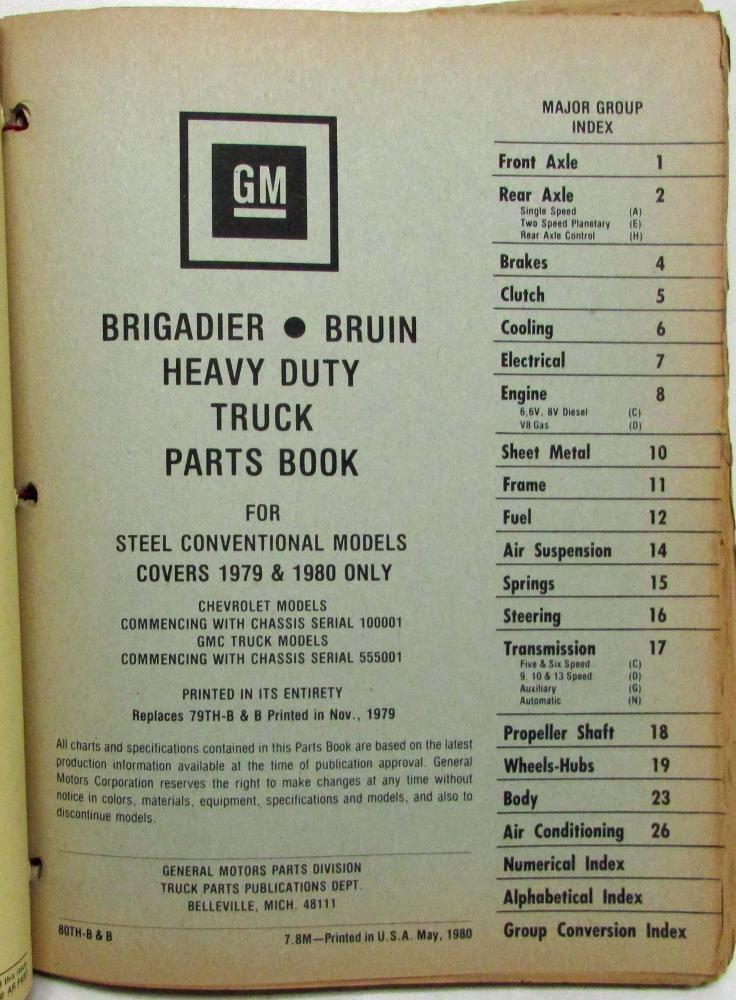 GM
BRIGADIER ● BRUIN
HEAVY DUTY
TRUCK
PARTS BOOK
FOR
STEEL CONVENTIONAL MODELS
COVERS 1979 & 1980 ONLY
CHEVROLET MODELS
COMMENCING WITH CHASSIS SERIAL 100001
GMC TRUCK MODELS
COMMENCING WITH CHASSIS SERIAL 555001
PRINTED IN ITS ENTIRETY
Replaces 79TH-B & B Printed in Nov., 1979
All charts and specifications contained in this Parts Book are based on the latest
production information available at the time of publication approval. General
Motors Corporation reserves the right to make changes at any time without
notice in colors, materials, equipment, specifications and models, and also to
discontinue models.
GENERAL MOTORS PARTS DIVISION
TRUCK PARTS PUBLICATIONS DEPT.
BELLEVILLE, MICH. 48111
80TH-B & B 7.8M—Printed in U.S.A. May, 1980
MAJOR GROUP
INDEX
Front Axle 1
Rear Axle 2
Single Speed (A)
Two Speed Planetary (E)
Rear Axle Control (H)
Brakes 4
Clutch 5
Cooling 6
Electrical 7
Engine 8
6,6V, 8V Diesel (C)
V8 Gas (D)
Sheet Metal 10
Frame 11
Fuel 12
Air Suspension 14
Springs 15
Steering 16
Transmission 17
Five & Six Speed (C)
9, 10 & 13 Speed (D)
Auxiliary (G)
Automatic (N)
Propeller Shaft 18
Wheels-Hubs 19
Body 23
Air Conditioning 26
Numerical Index
Alphabetical Index
Group Conversion Index